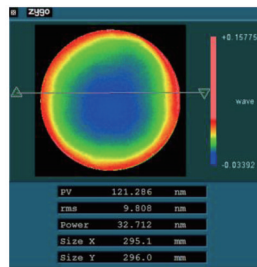 zygo
+0.15775
wave
-0.03392
PV 121.286 nm
rms 9.808 nm
Power 32.712 nm
Size X 295.1 mm
Size Y 296.0 mm